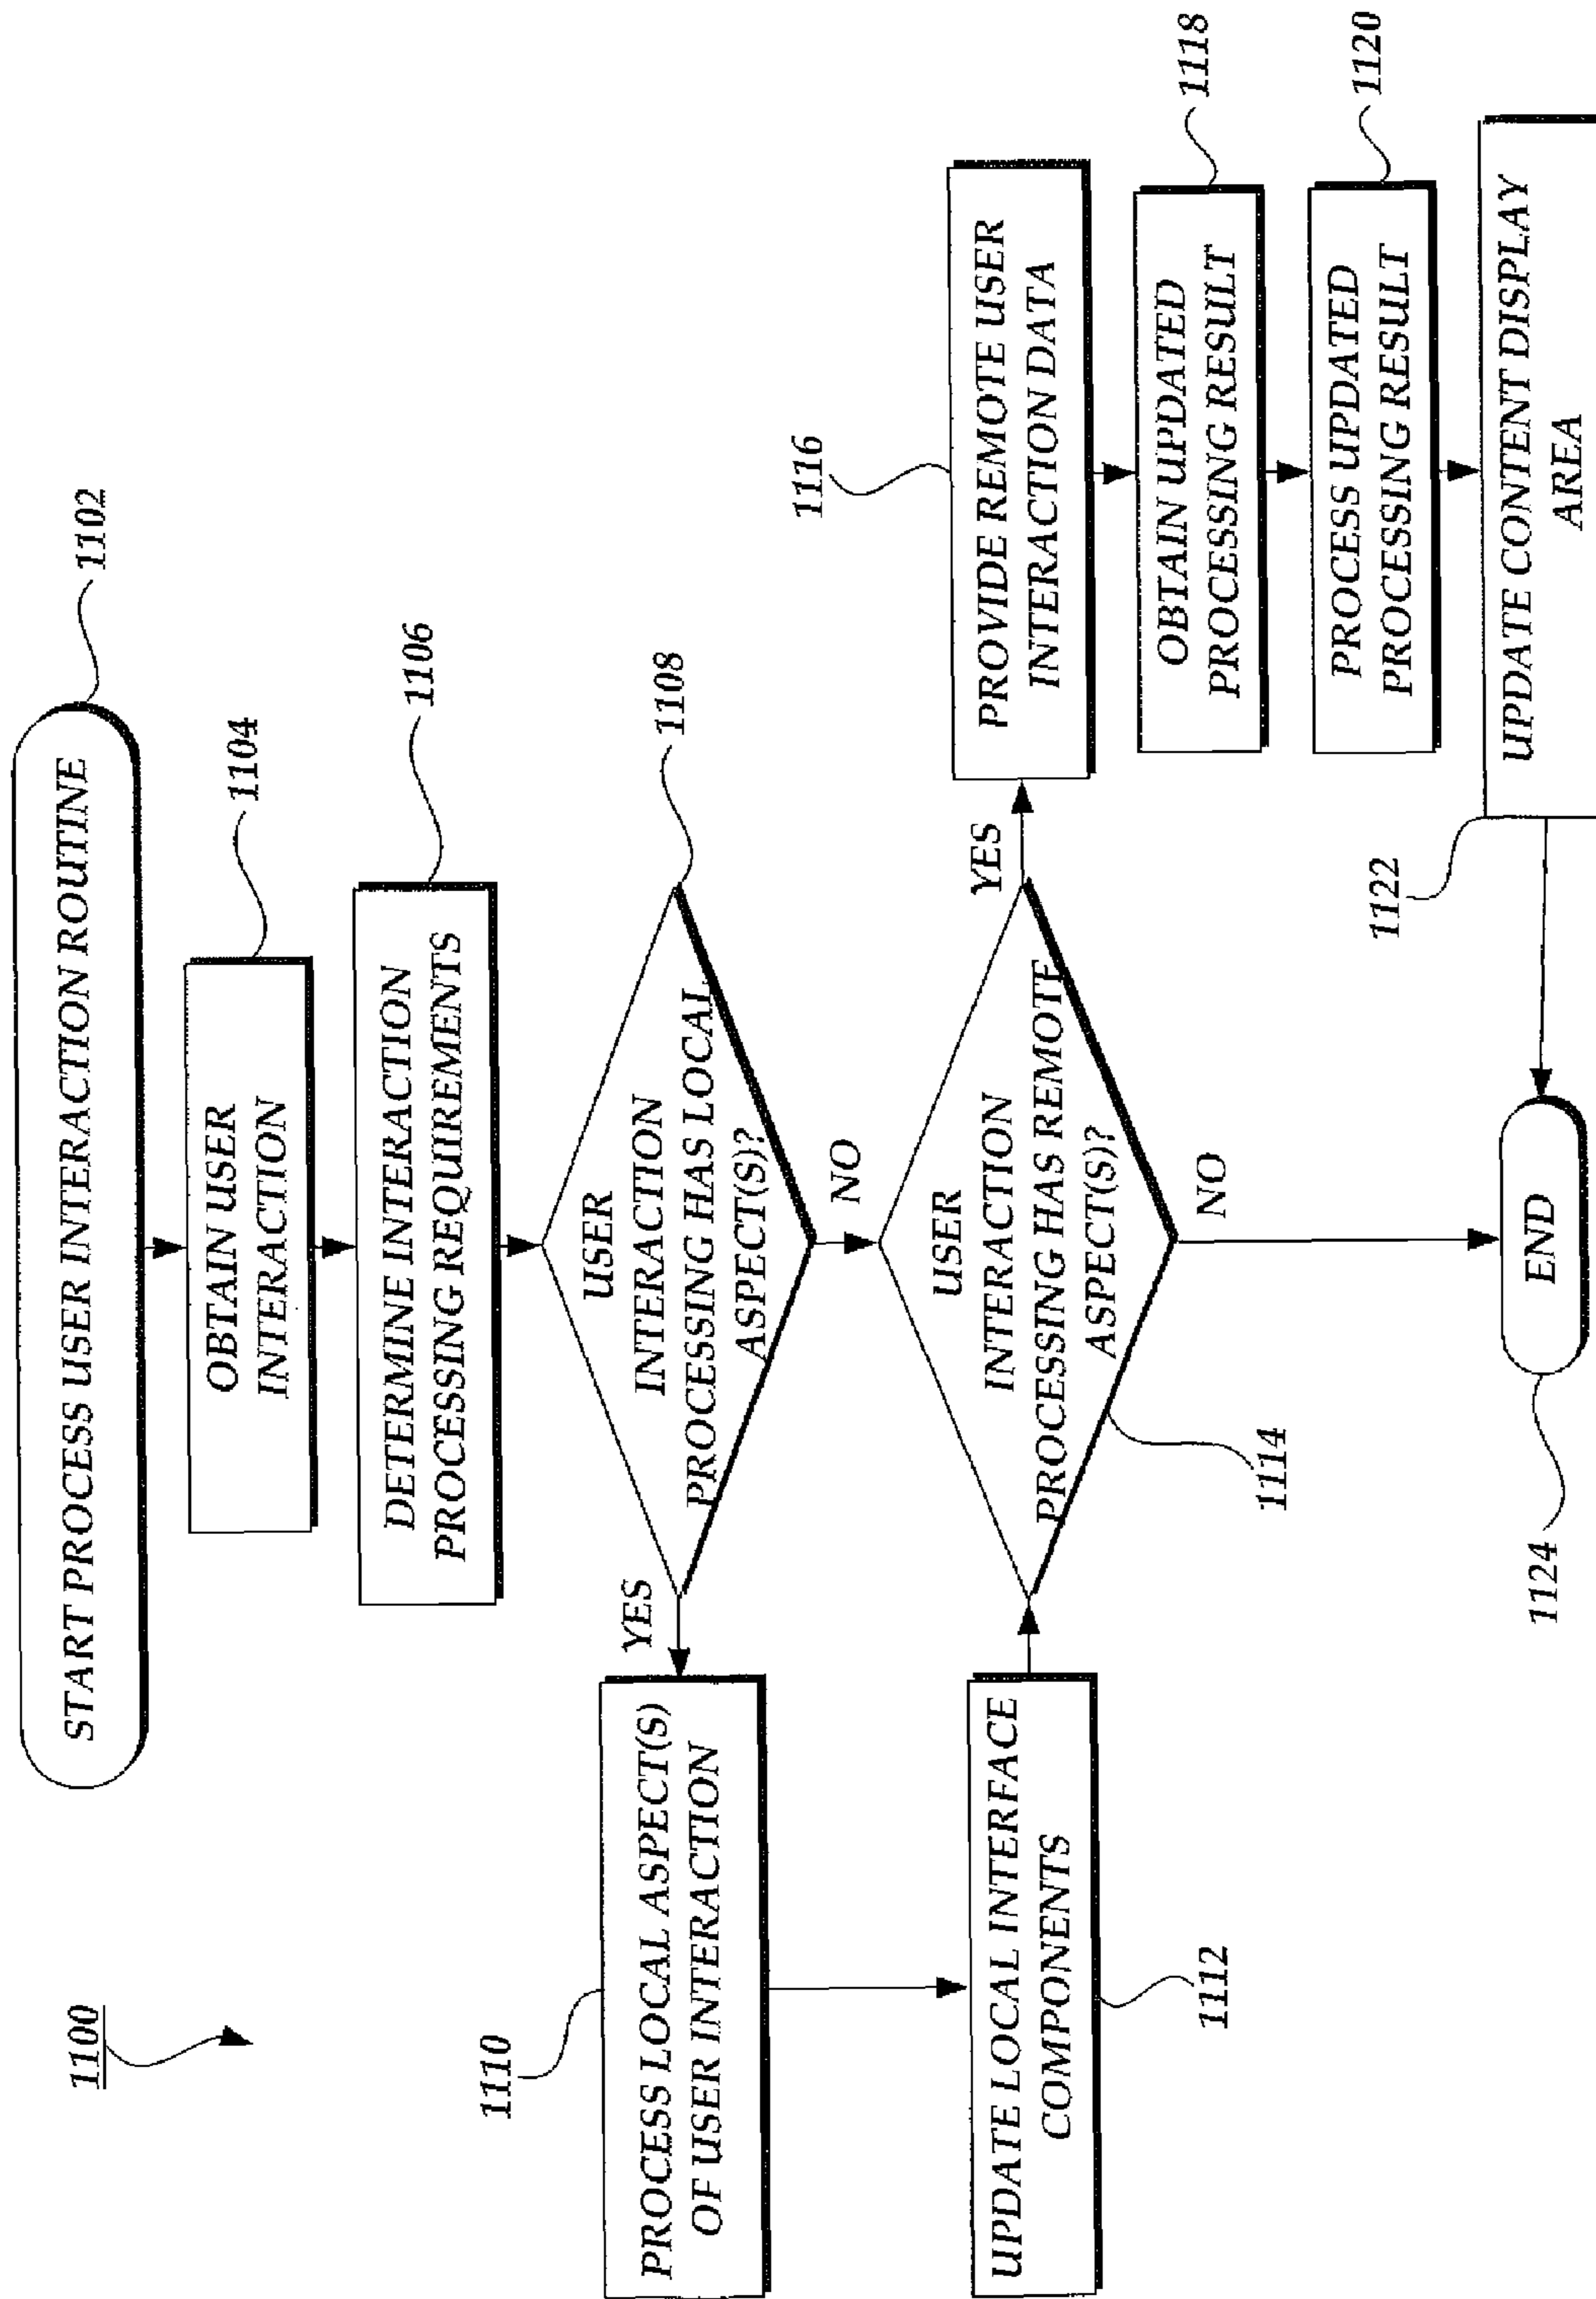 1100
START PROCESS USER INTERACTION ROUTINE
1102
OBTAIN USER
INTERACTION
1104
DETERMINE INTERACTION
PROCESSING REQUIREMENTS
1106
USER
INTERACTION
PROCESSING HAS LOCAL
ASPECT(S)?
1108
YES
NO
1110
PROCESS LOCAL ASPECT(S)
OF USER INTERACTION
UPDATE LOCAL INTERFACE
COMPONENTS
1112
USER
INTERACTION
PROCESSING HAS REMOTE
ASPECT(S)?
1114
YES
NO
1116
PROVIDE REMOTE USER
INTERACTION DATA
OBTAIN UPDATED
PROCESSING RESULT
1118
PROCESS UPDATED
PROCESSING RESULT
1120
UPDATE CONTENT DISPLAY
AREA
1122
END
1124